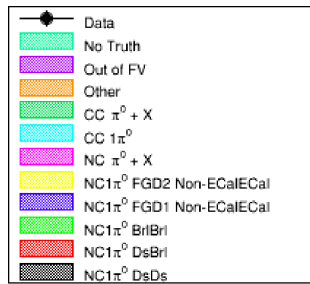 Data
No Truth
Out of FV
Other
CC π⁰ + X
CC 1π⁰
NC π⁰ + X
NC1π⁰ FGD2 Non-ECalECal
NC1π⁰ FGD1 Non-ECalECal
NC1π⁰ BrlBrl
NC1π⁰ DsBrl
NC1π⁰ DsDs